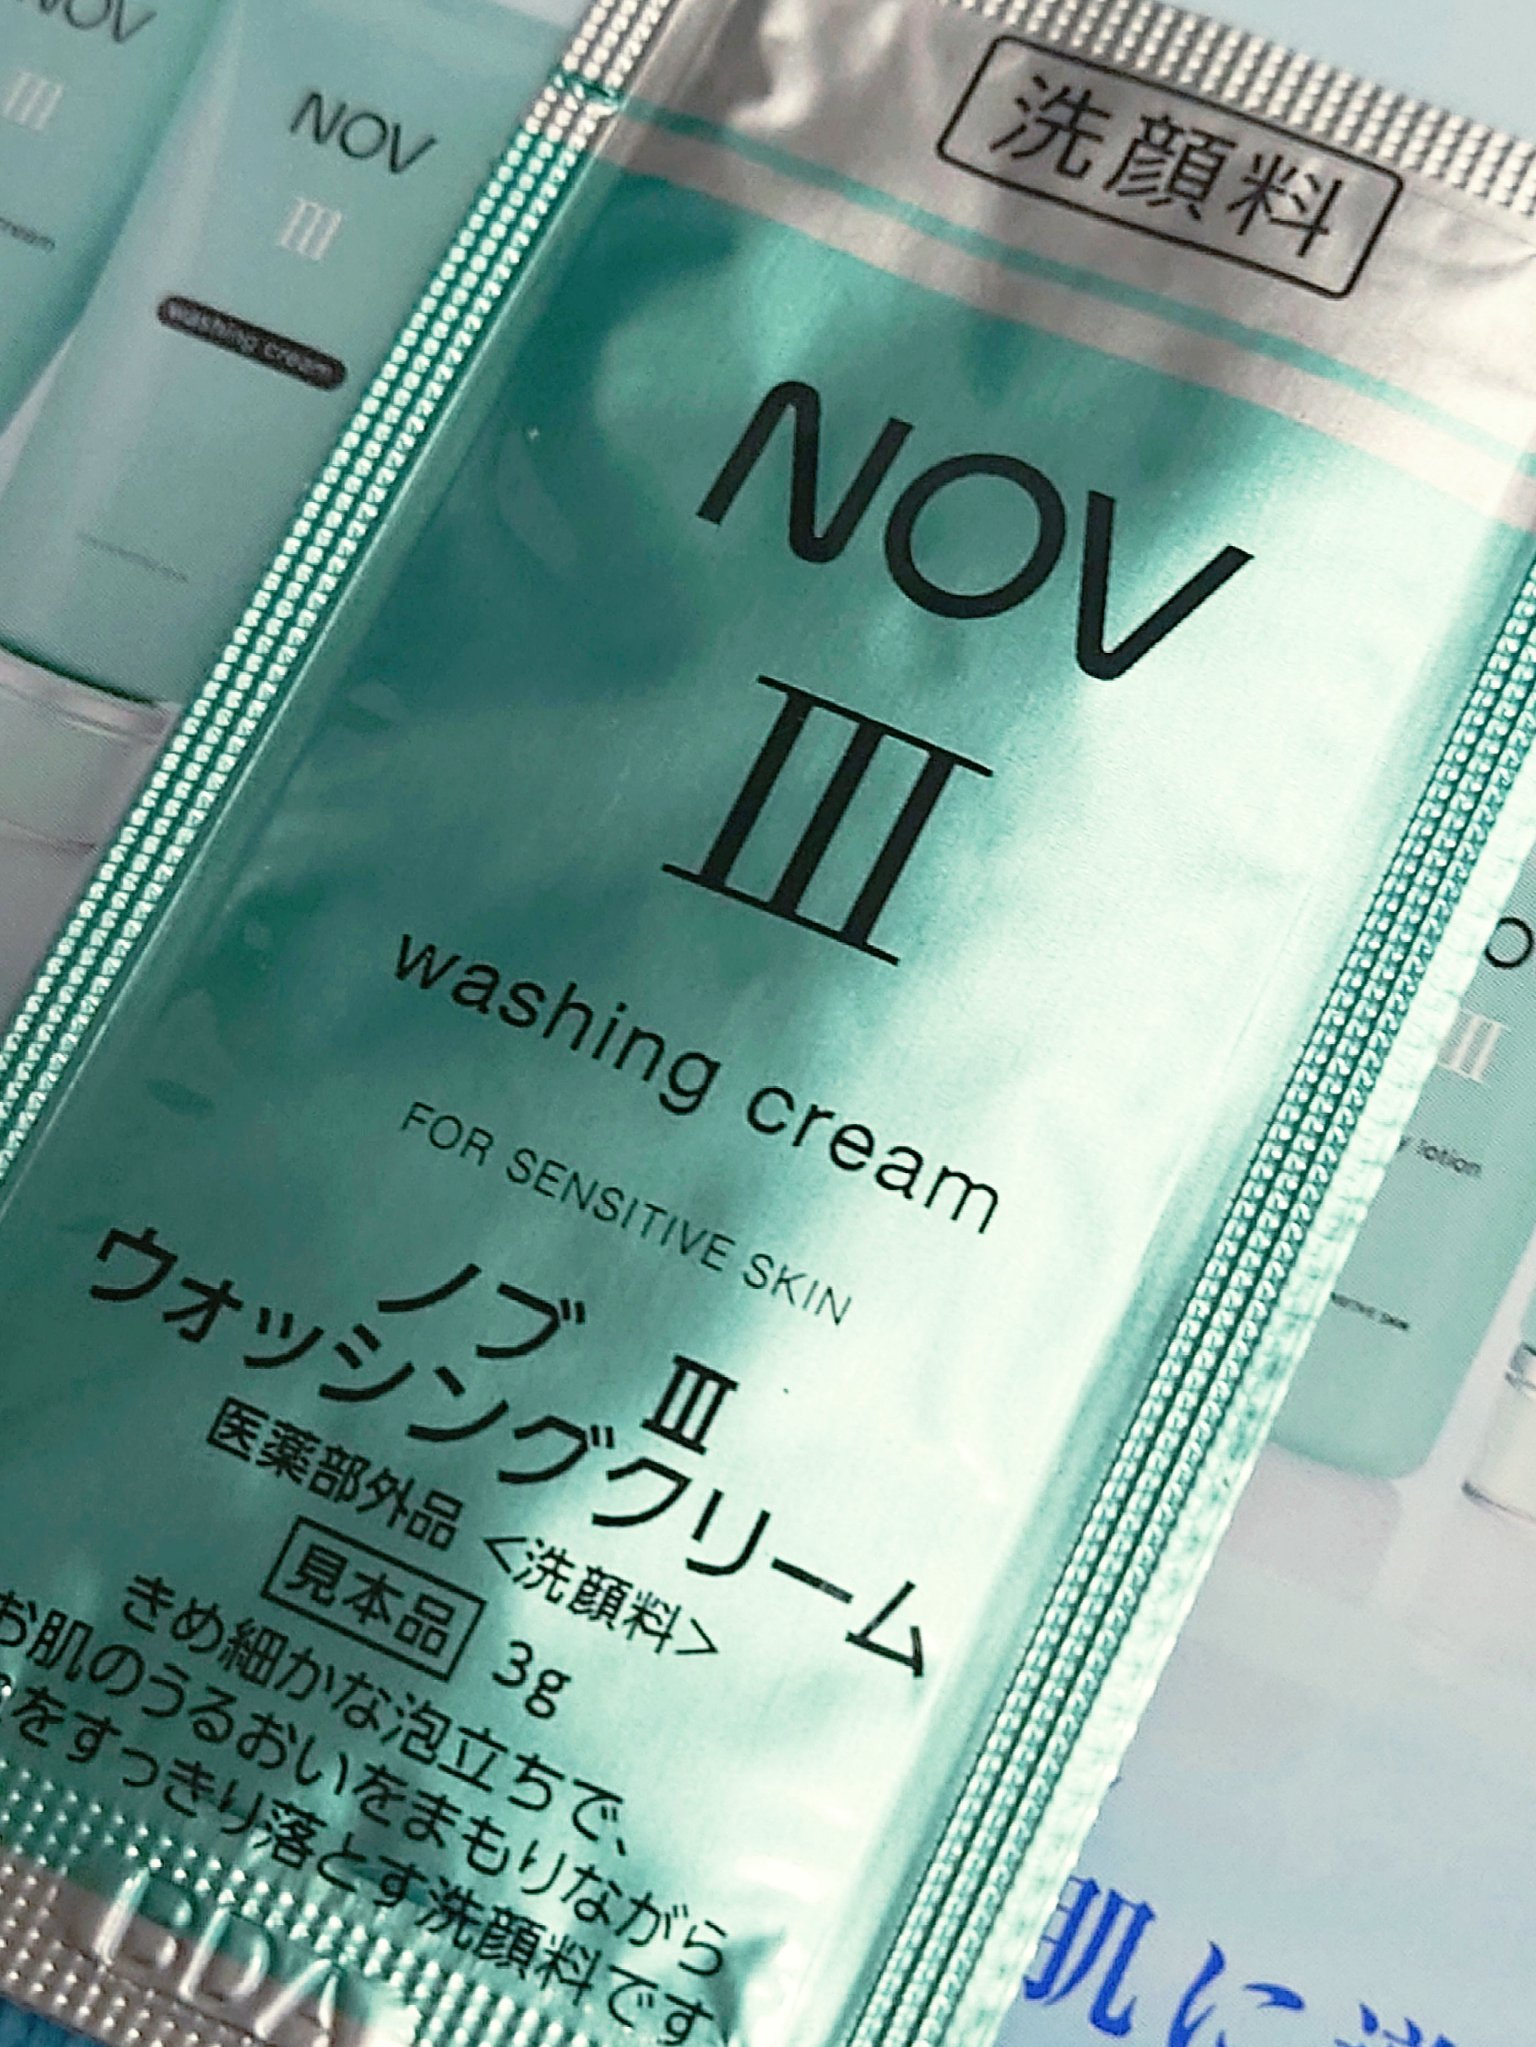 NOV
III
NOV
III
washing cream
洗顔料
NOV
III
washing cream
FOR SENSITIVE SKIN
ノブ III
ウォッシングクリーム
医薬部外品 <洗顔料>
見本品 3g
きめ細かな泡立ちで、
お肌のうるおいをまもりながら
をすっきり落とす洗顔料です
III
lotion
肌に